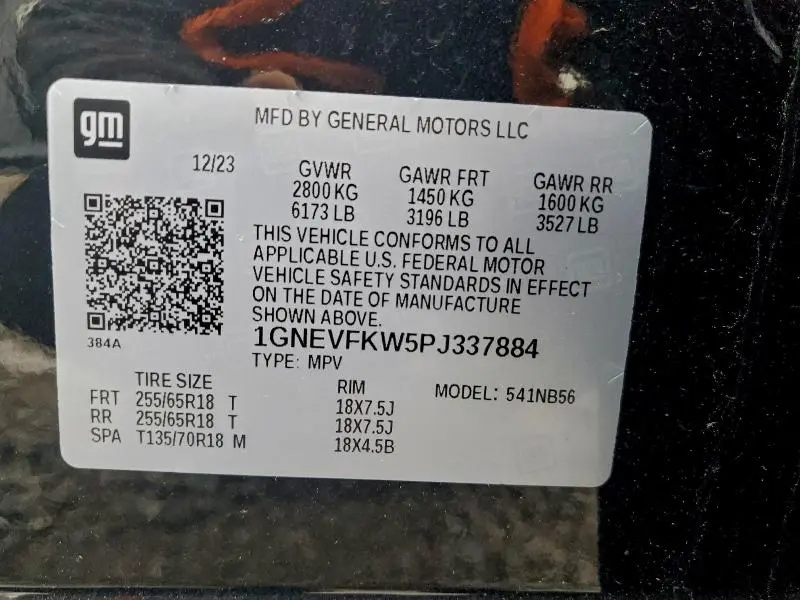 gm
MFD BY GENERAL MOTORS LLC
12/23
GVWR GAWR FRT GAWR RR
2800 KG 1450 KG 1600 KG
6173 LB 3196 LB 3527 LB
THIS VEHICLE CONFORMS TO ALL
APPLICABLE U.S. FEDERAL MOTOR
VEHICLE SAFETY STANDARDS IN EFFECT
ON THE DATE OF MANUFACTURE
SHOWN ABOVE.
384A
1GNEVFKW5PJ337884
TYPE: MPV
TIRE SIZE RIM MODEL: 541NB56
FRT 255/65R18 T 18X7.5J
RR 255/65R18 T 18X7.5J
SPA T135/70R18 M 18X4.5B